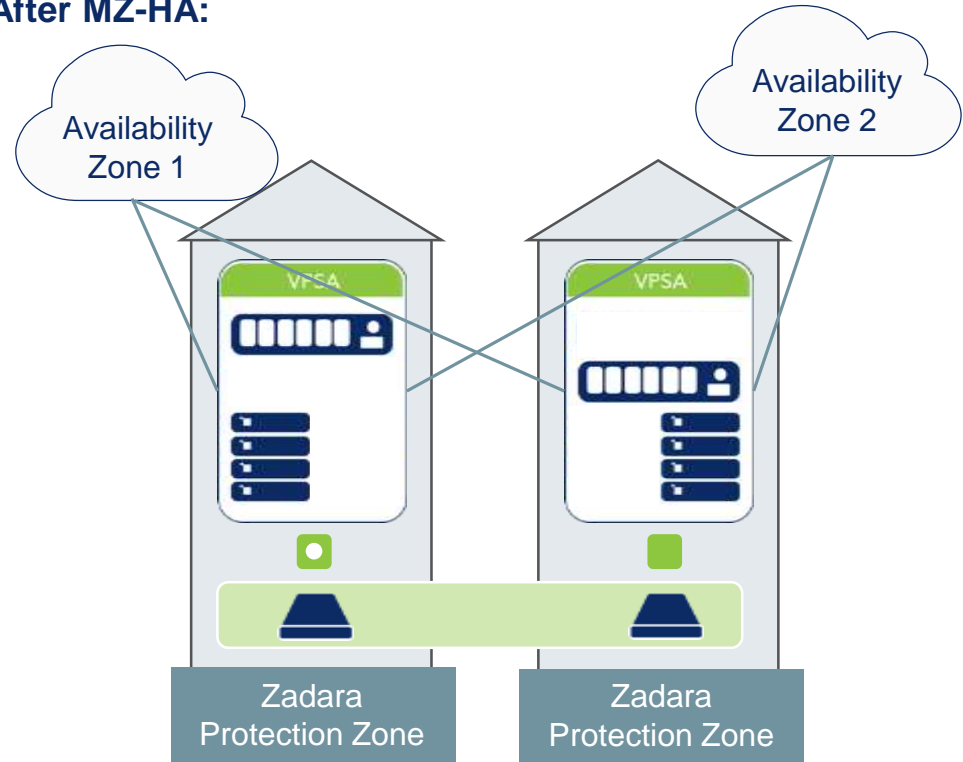 After MZ-HA:
Availability
Zone 1
Availability
Zone 2
VPSA
VPSA
Zadara
Protection Zone
Zadara
Protection Zone